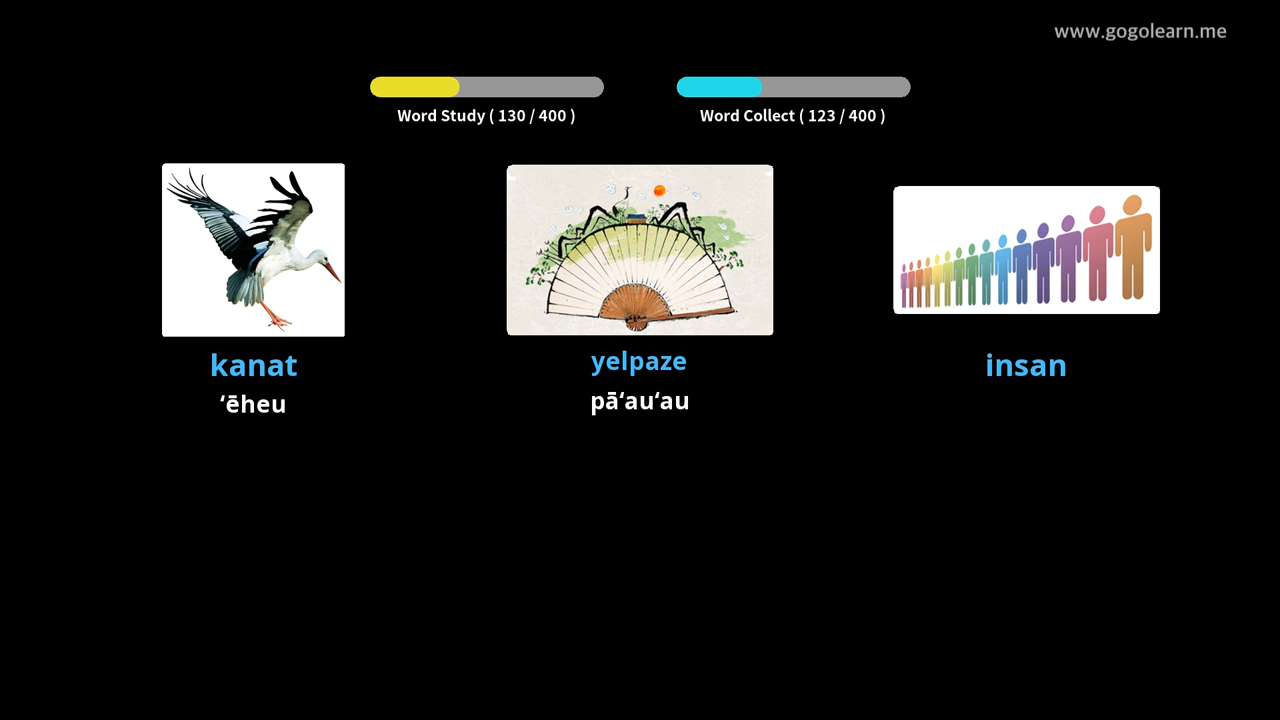 www.gogolearn.me
Word Study ( 130 / 400 )
Word Collect ( 123 / 400 )
kanat
ʻēheu
yelpaze
pāʻauʻau
insan